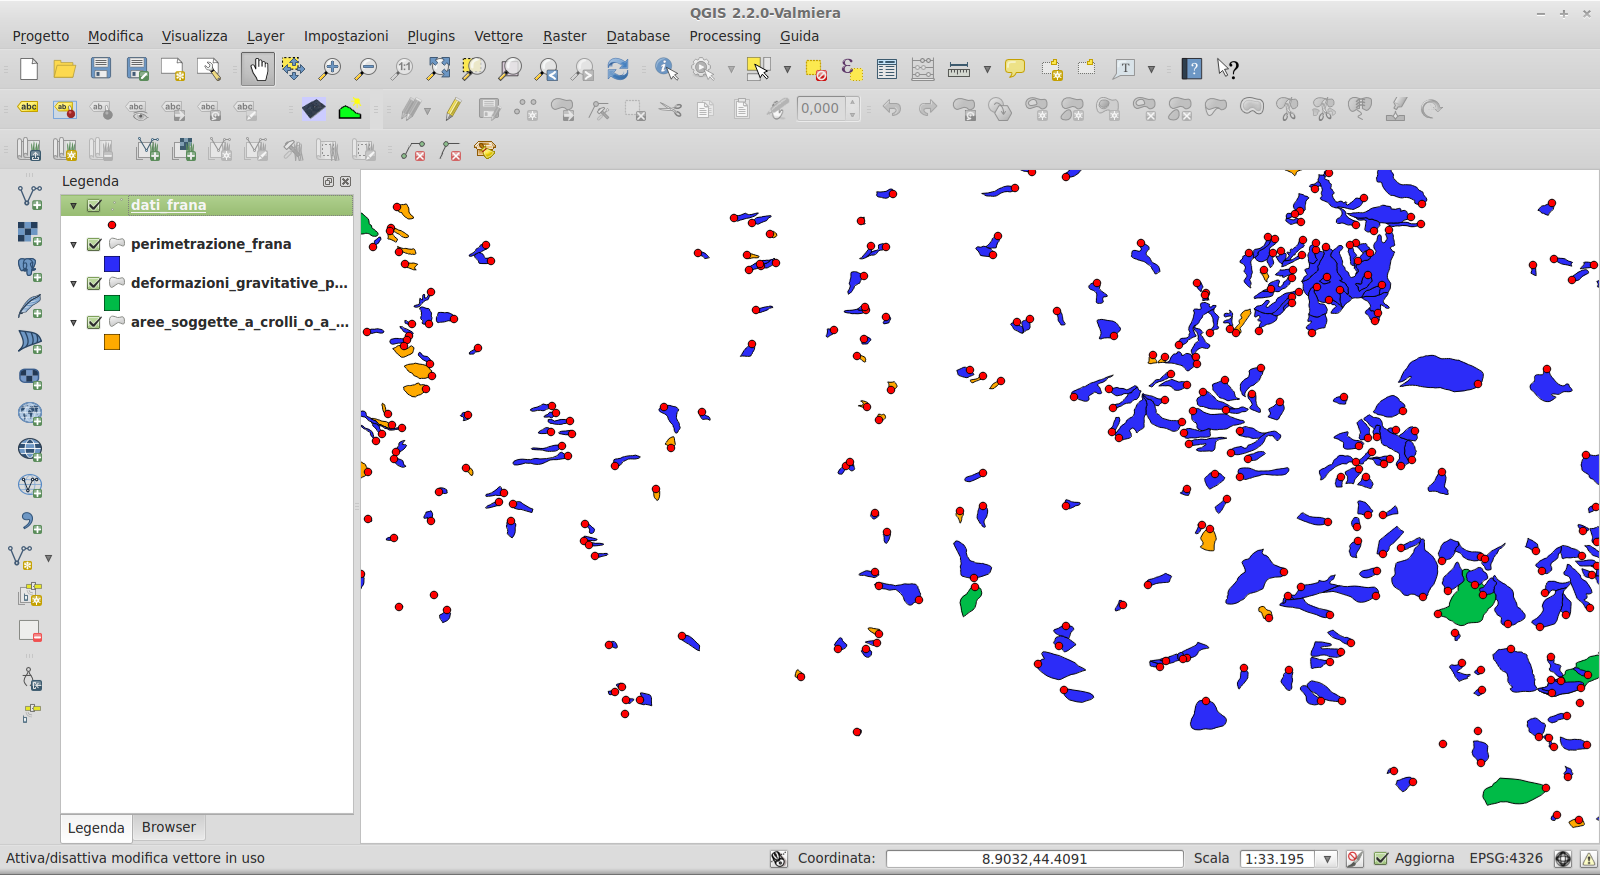 QGIS 2.2.0-Valmiera
Progetto Modifica Visualizza Layer Impostazioni Plugins Vettore Raster Database Processing Guida
0,000
Legenda
dati_frana
perimetrazione_frana
deformazioni_gravitative_p...
aree_soggette_a_crolli_o_a_...
Legenda Browser
Attiva/disattiva modifica vettore in uso Coordinata: 8.9032,44.4091 Scala 1:33.195 Aggiorna EPSG:4326